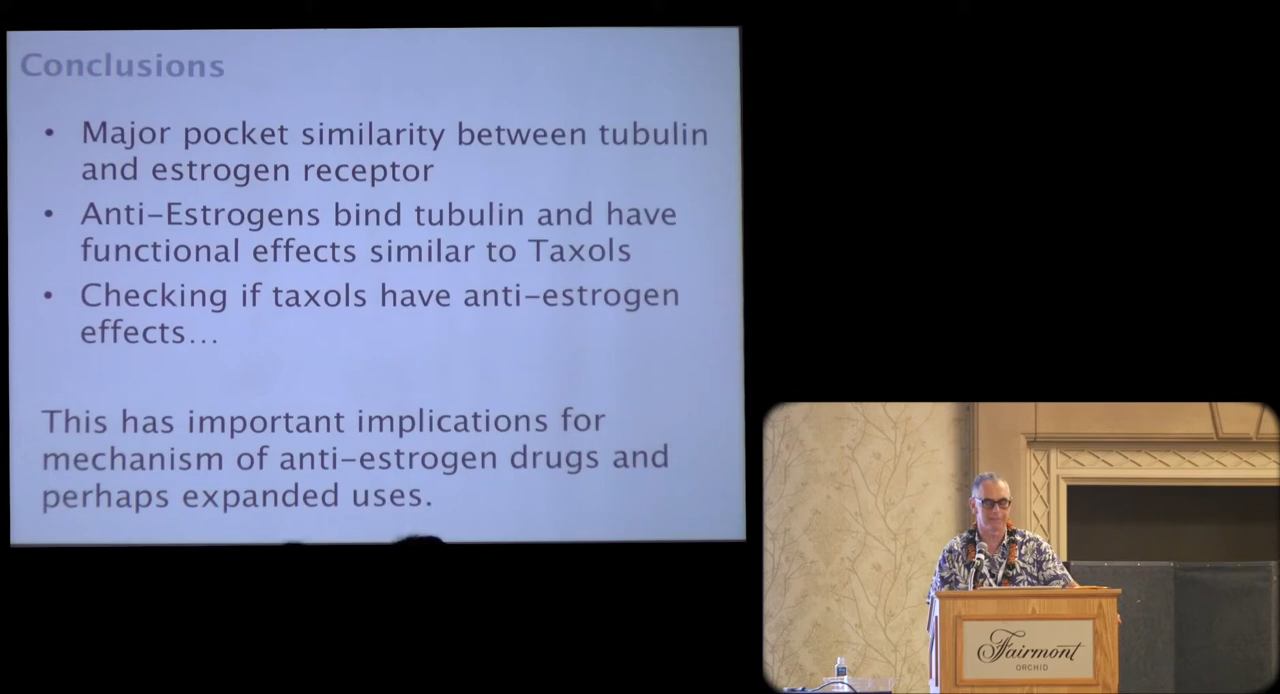 Conclusions
• Major pocket similarity between tubulin
and estrogen receptor
• Anti-Estrogens bind tubulin and have
functional effects similar to Taxols
• Checking if taxols have anti-estrogen
effects...
This has important implications for
mechanism of anti-estrogen drugs and
perhaps expanded uses.
Fairmont
ORCHID